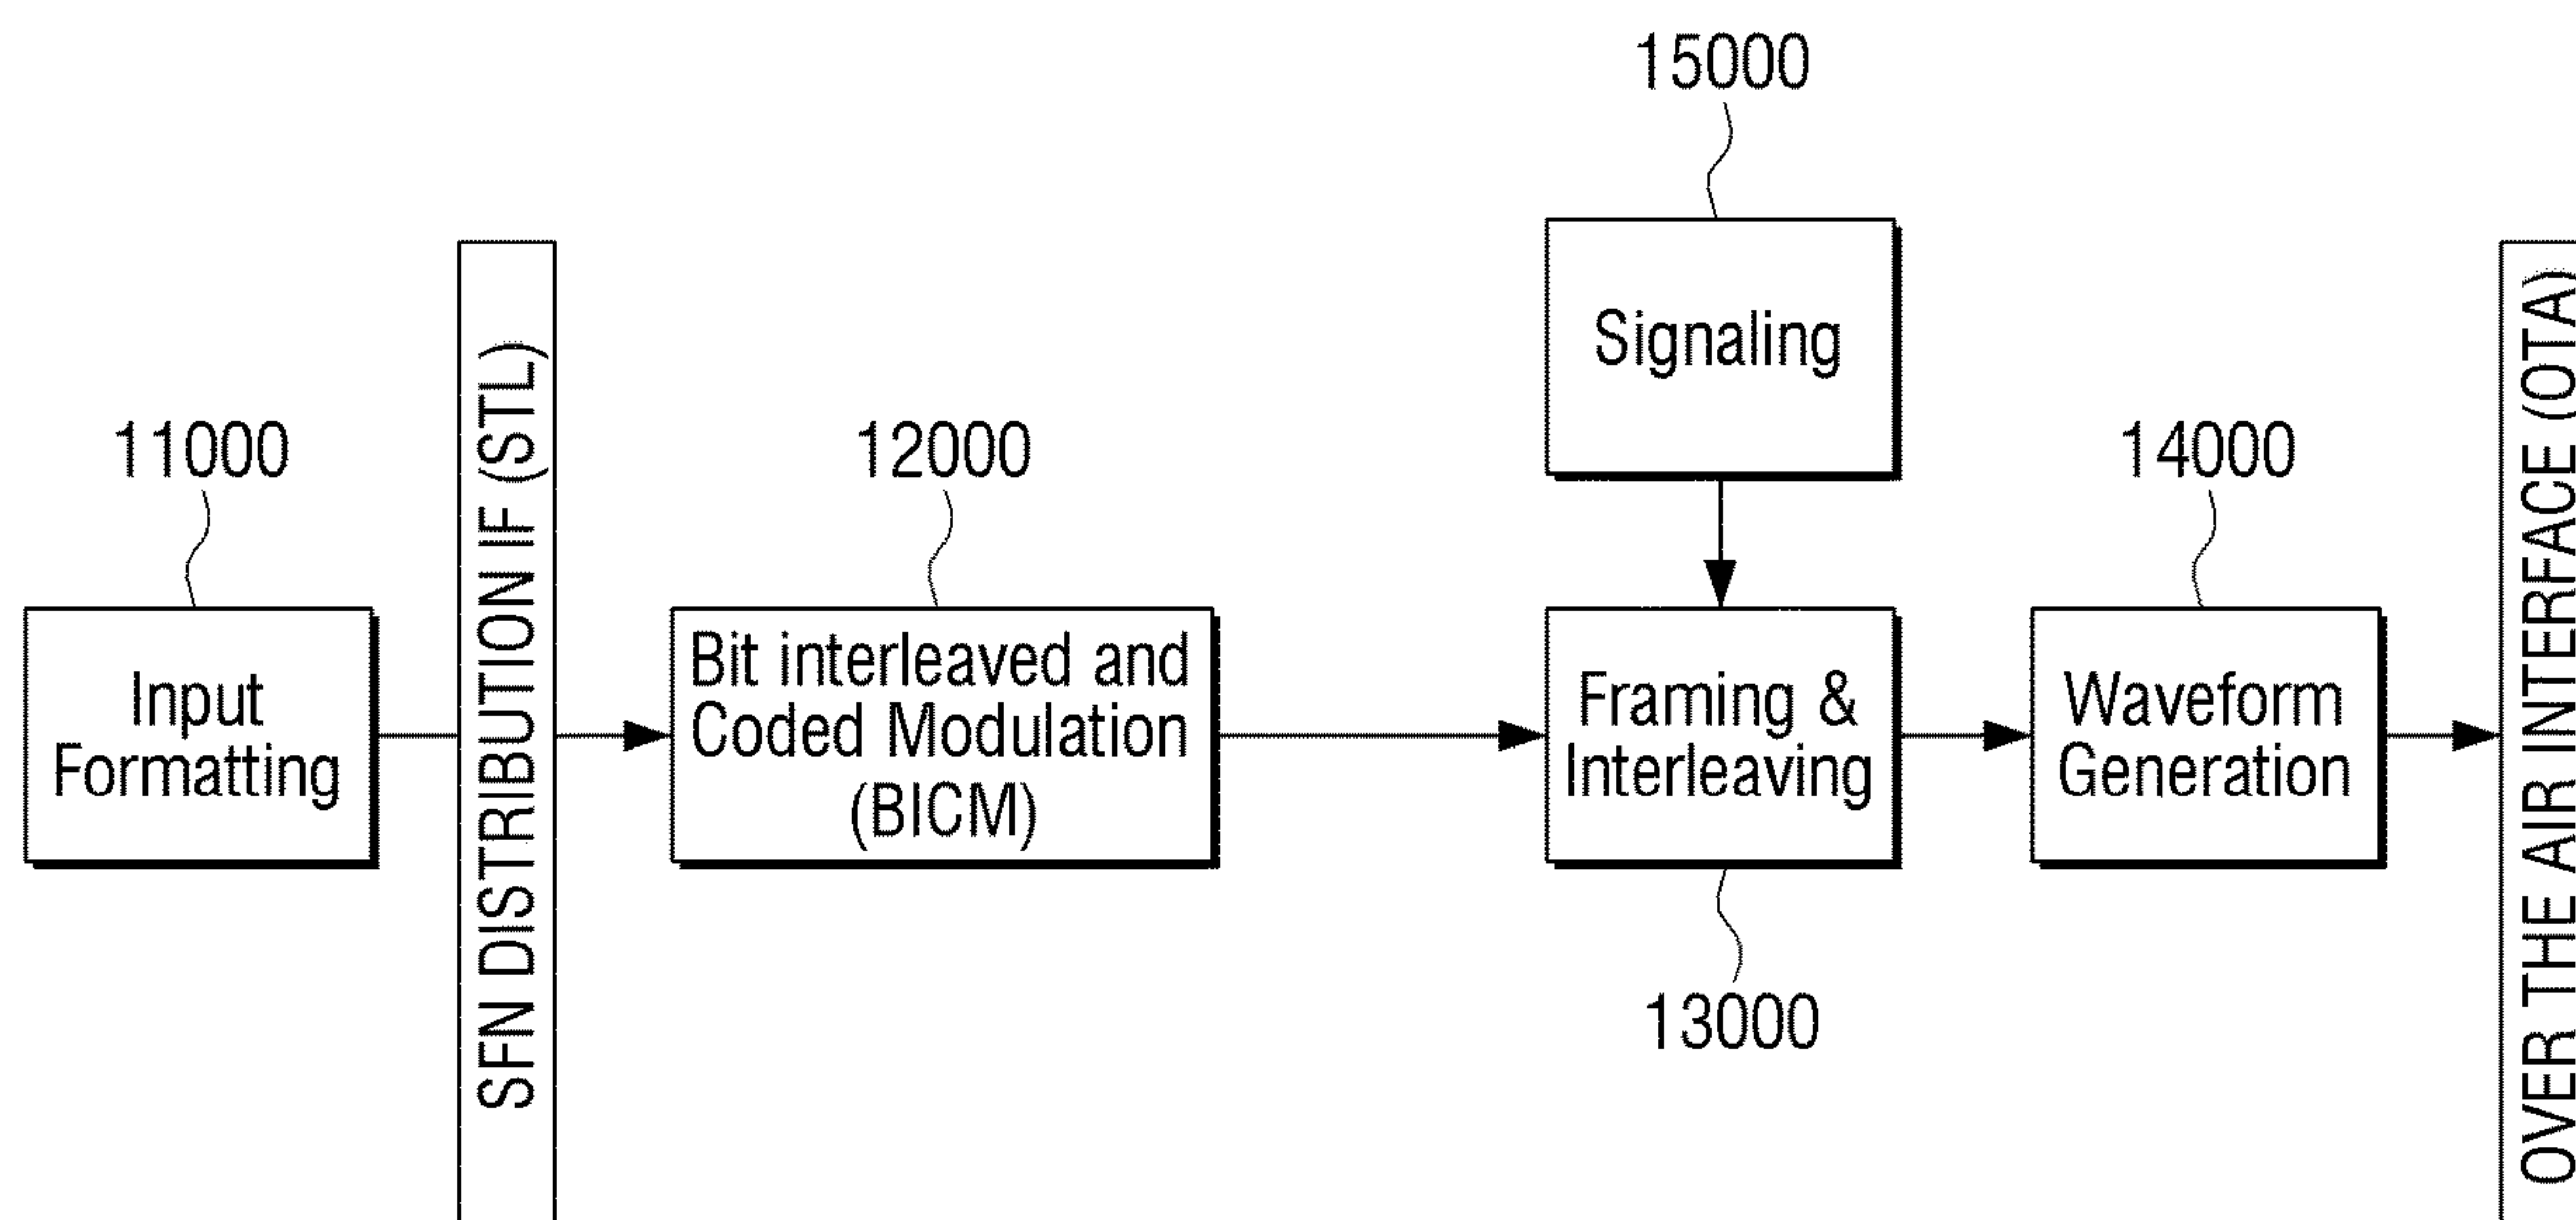 15000
Signaling
11000
Input
Formatting
SFN DISTRIBUTION IF (STL)
12000
Bit interleaved and
Coded Modulation
(BICM)
Framing &
Interleaving
13000
14000
Waveform
Generation
OVER THE AIR INTERFACE (OTA)